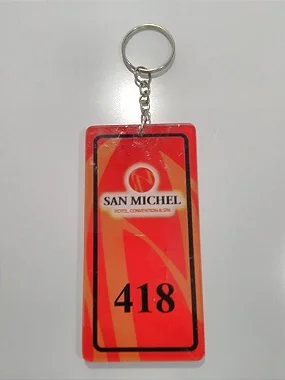 SAN MICHEL
HOTEL, CONVENTION & SPA
418